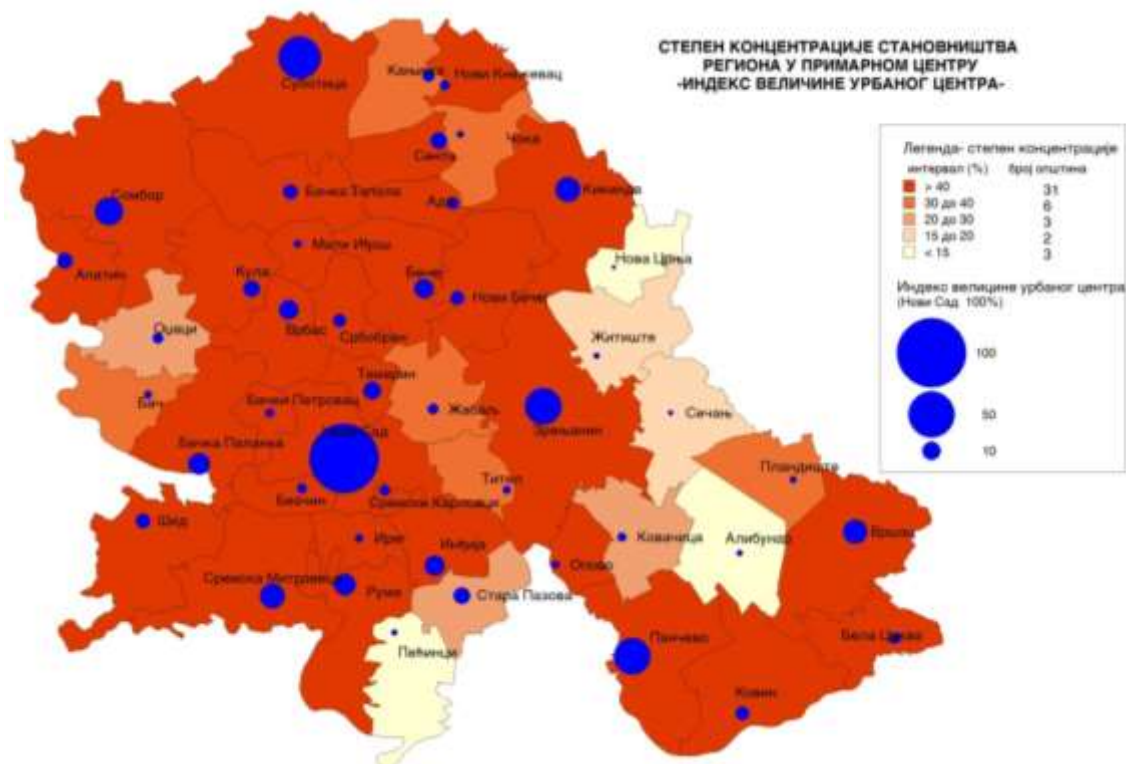 СТЕПЕН КОНЦЕНТРАЦИЈЕ СТАНОВНИШТВА
РЕГИОНА У ПРИМАРНОМ ЦЕНТРУ
-ИНДЕКС ВЕЛИЧИНЕ УРБАНОГ ЦЕНТРА-
Суботица
Кањижа
Нови Кнежевац
Чока
Сента
Сомбор
Бачка Топола
Ада
Кикинда
Мали Иђош
Нова Црња
Апатин
Кула
Бечеј
Нови Бечеј
Оџаци
Врбас
Србобран
Житиште
Бач
Темерин
Бачки Петровац
Жабаљ
Зрењанин
Сечањ
Нови Сад
Бачка Паланка
Тител
Пландиште
Беочин
Сремски Карловци
Шид
Ириг
Ковачица
Алибунар
Вршац
Инђија
Опово
Сремска Митровица
Рума
Стара Пазова
Пећинци
Панчево
Бела Црква
Ковин
Легенда- степен концентрације
интервал (%) број општина
> 40 31
30 до 40 6
20 до 30 3
15 до 20 2
< 15 3
Индекс велицине урбаног центра
(Нови Сад 100%)
100
50
10